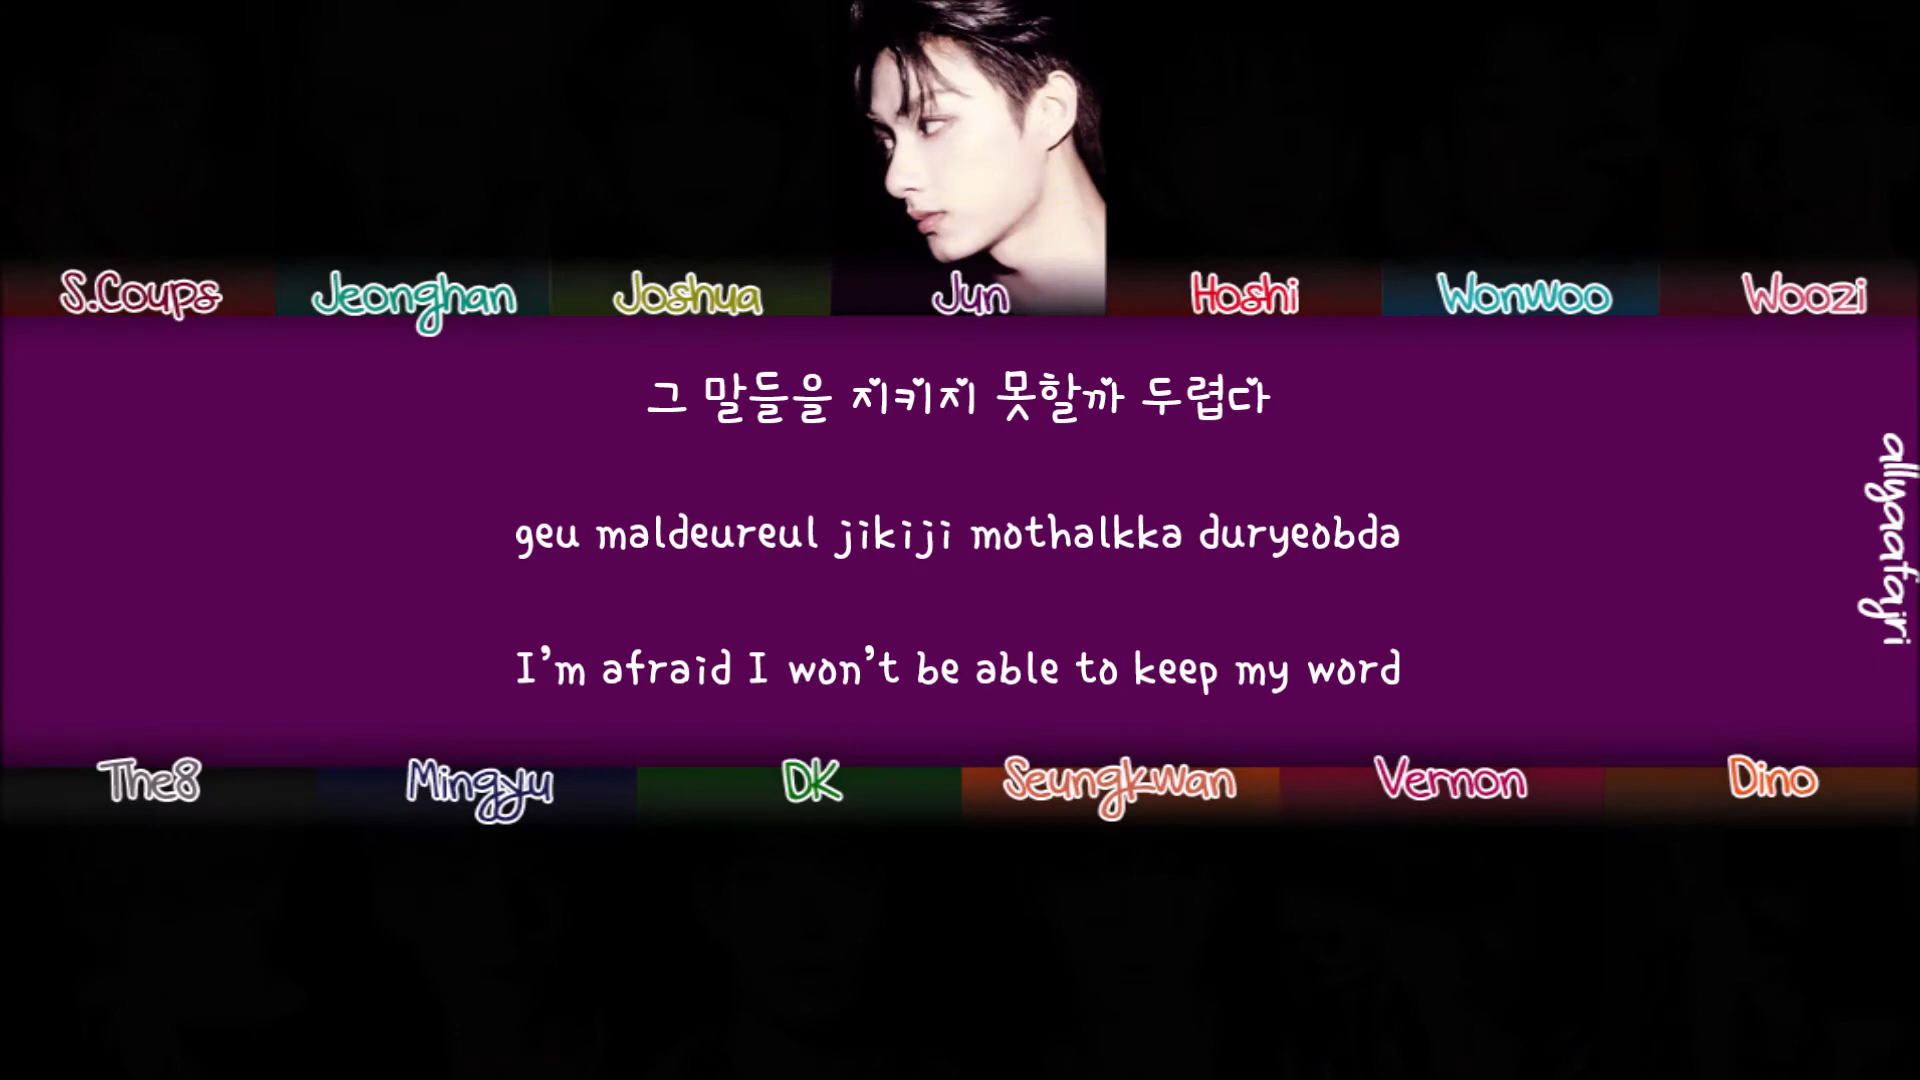 S.Coups Jeonghan Joshua Jun Hoshi Wonwoo Woozi
그 말들을 지키지 못할까 두렵다
geu maldeureul jikiji mothalkka duryeobda
I'm afraid I won't be able to keep my word
allyaafajri
The8 Mingyu DK Seungkwan Vernon Dino